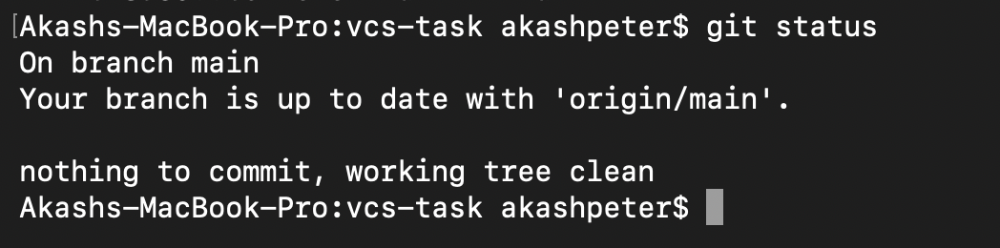 [Akashs-MacBook-Pro:vcs-task akashpeter$ git status
On branch main
Your branch is up to date with 'origin/main'.
nothing to commit, working tree clean
Akashs-MacBook-Pro:vcs-task akashpeter$